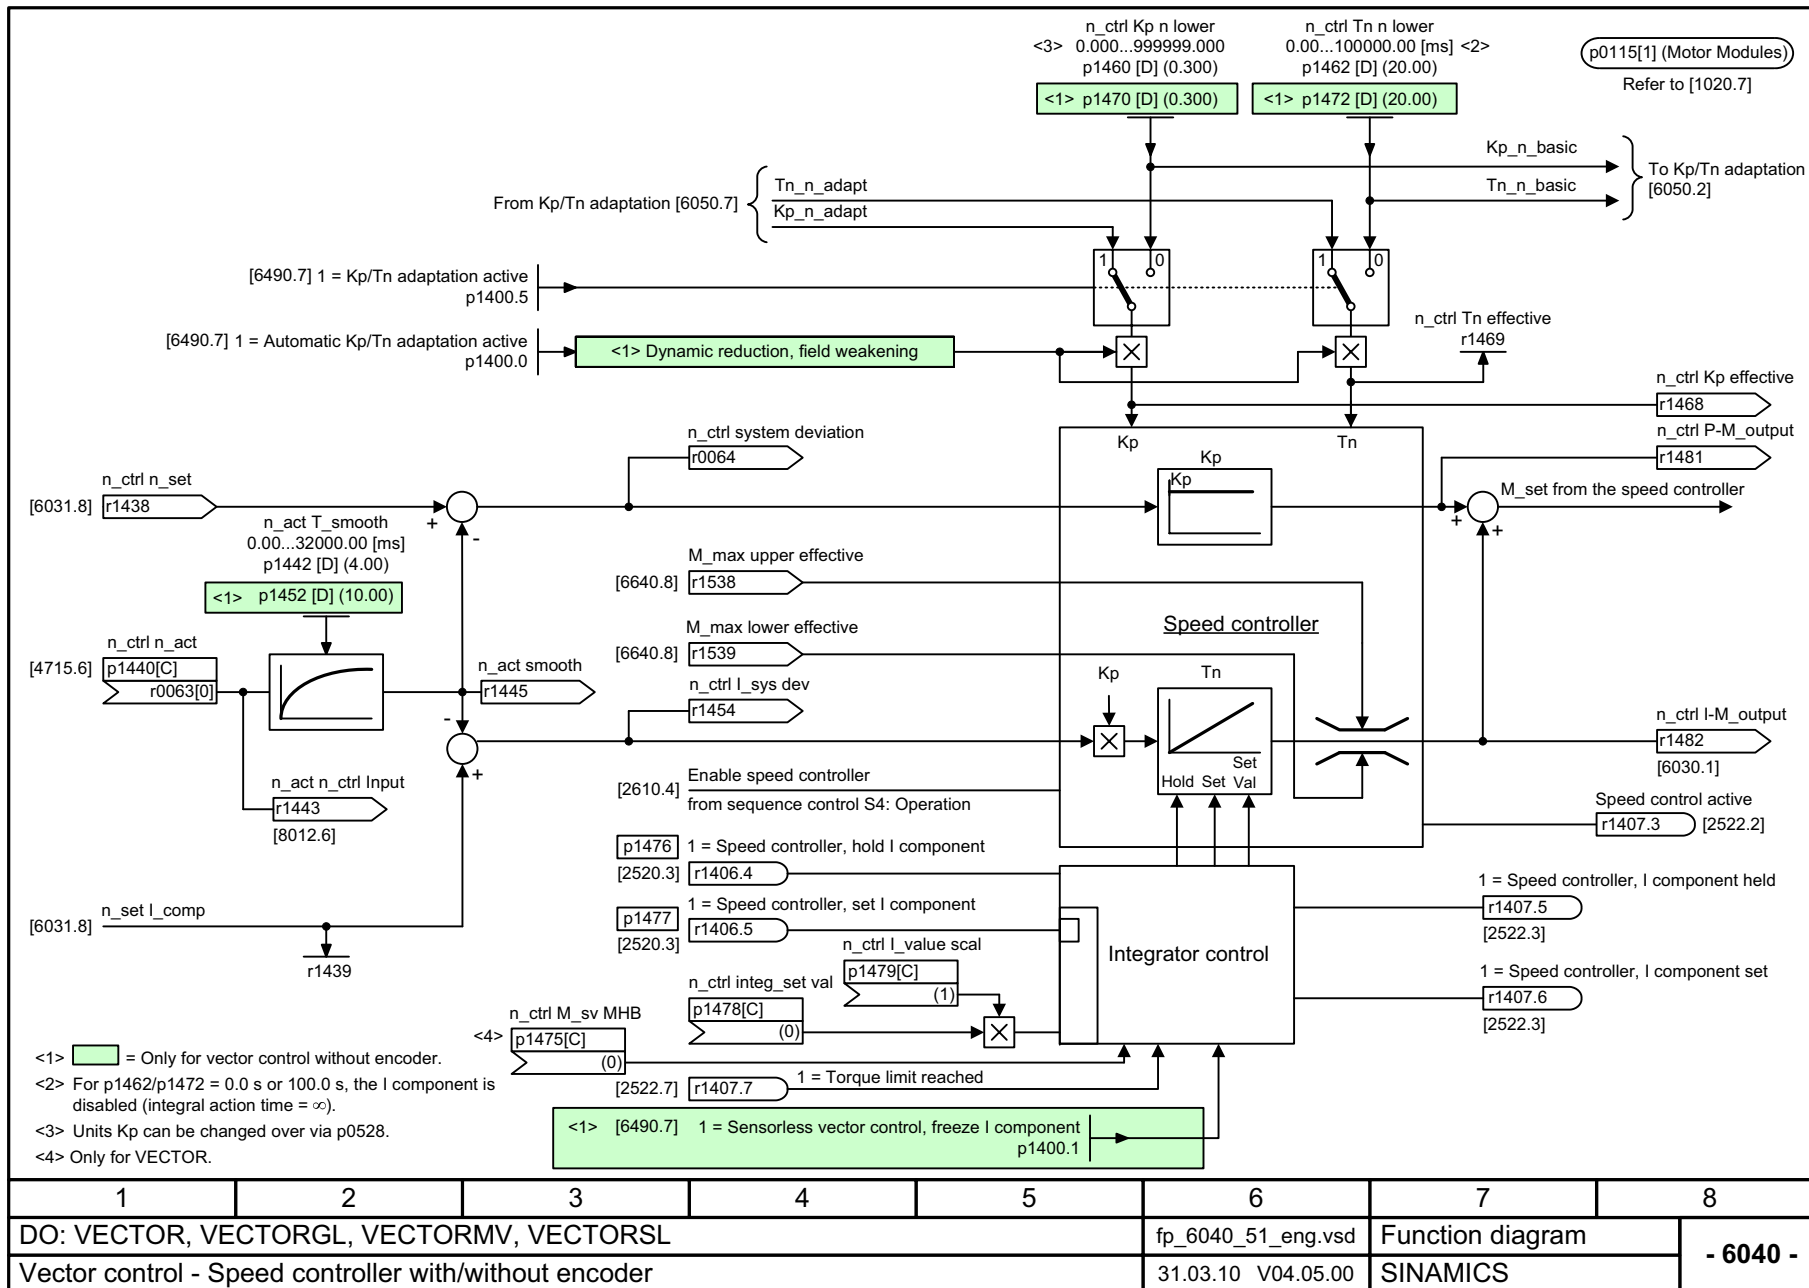 n_ctrl Kp n lower
<3> 0.000...999999.000
p1460 [D] (0.300)
<1> p1470 [D] (0.300)
n_ctrl Tn n lower
0.00...100000.00 [ms] <2>
p1462 [D] (20.00)
<1> p1472 [D] (20.00)
p0115[1] (Motor Modules)
Refer to [1020.7]
Kp_n_basic
Tn_n_basic
To Kp/Tn adaptation
[6050.2]
From Kp/Tn adaptation [6050.7]
Tn_n_adapt
Kp_n_adapt
1 0
1 0
[6490.7] 1 = Kp/Tn adaptation active
p1400.5
[6490.7] 1 = Automatic Kp/Tn adaptation active
p1400.0
<1> Dynamic reduction, field weakening
n_ctrl Tn effective
r1469
n_ctrl Kp effective
r1468
n_ctrl P-M_output
r1481
Kp
Tn
n_ctrl system deviation
r0064
Kp
Kp
n_ctrl n_set
[6031.8] r1438
+
-
M_set from the speed controller
+
+
n_act T_smooth
0.00...32000.00 [ms]
p1442 [D] (4.00)
<1> p1452 [D] (10.00)
M_max upper effective
[6640.8] r1538
M_max lower effective
[6640.8] r1539
Speed controller
n_ctrl n_act
[4715.6] p1440[C]
r0063[0]
n_act smooth
r1445
n_ctrl I_sys dev
r1454
-
+
Kp
Tn
Set
Hold Set Val
n_ctrl I-M_output
r1482
[6030.1]
n_act n_ctrl Input
r1443
[8012.6]
Enable speed controller
[2610.4]
from sequence control S4: Operation
Speed control active
r1407.3 [2522.2]
p1476 1 = Speed controller, hold I component
[2520.3] r1406.4
p1477 1 = Speed controller, set I component
[2520.3] r1406.5
Integrator control
1 = Speed controller, I component held
r1407.5
[2522.3]
1 = Speed controller, I component set
r1407.6
[2522.3]
[6031.8] n_set I_comp
r1439
n_ctrl I_value scal
p1479[C]
(1)
n_ctrl integ_set val
p1478[C]
(0)
n_ctrl M_sv MHB
<4> p1475[C]
(0)
[2522.7] r1407.7 1 = Torque limit reached
<1> [6490.7] 1 = Sensorless vector control, freeze I component
p1400.1
<1> = Only for vector control without encoder.
<2> For p1462/p1472 = 0.0 s or 100.0 s, the I component is
disabled (integral action time = ∞).
<3> Units Kp can be changed over via p0528.
<4> Only for VECTOR.
1 2 3 4 5 6 7 8
DO: VECTOR, VECTORGL, VECTORMV, VECTORSL
fp_6040_51_eng.vsd
Function diagram
- 6040 -
Vector control - Speed controller with/without encoder
31.03.10 V04.05.00
SINAMICS